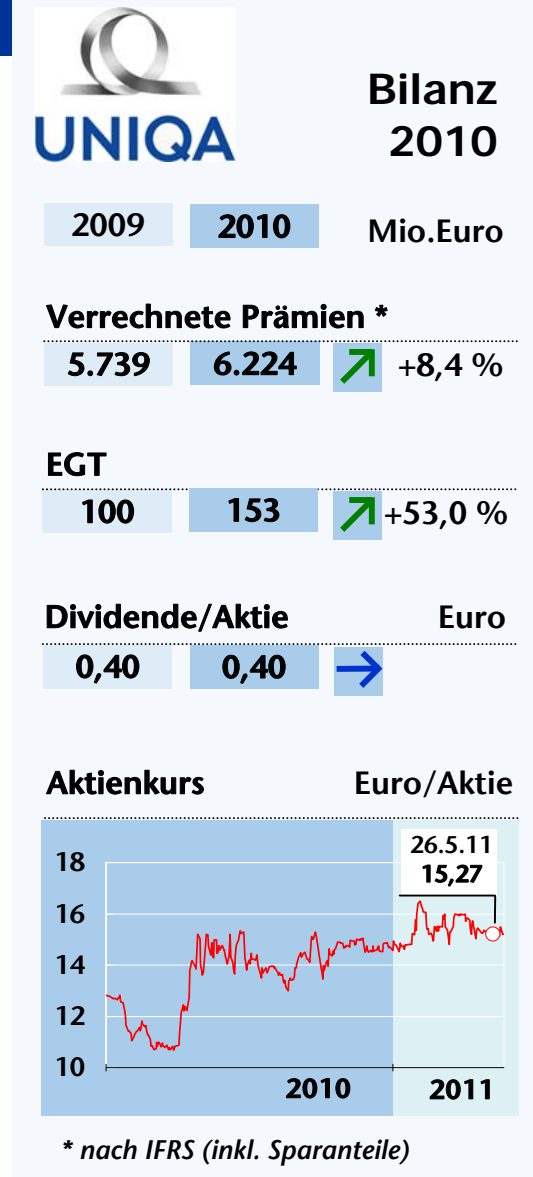 UNIQA
Bilanz
2010
2009 2010 Mio.Euro
Verrechnete Prämien *
5.739 6.224 +8,4 %
EGT
100 153 +53,0 %
Dividende/Aktie Euro
0,40 0,40
Aktienkurs Euro/Aktie
26.5.11
15,27
18
16
14
12
10
2010 2011
* nach IFRS (inkl. Sparanteile)